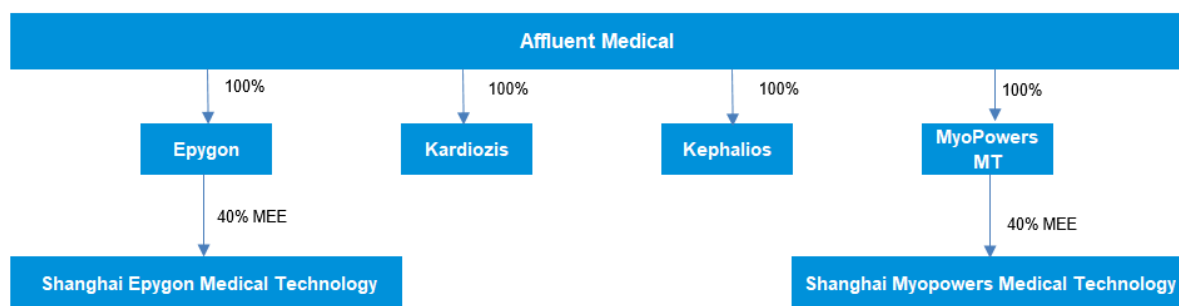 Affluent Medical
100%
100%
100%
100%
Epygon
Kardiozis
Kephalios
MyoPowers
MT
40% MEE
40% MEE
Shanghai Epygon Medical Technology
Shanghai Myopowers Medical Technology